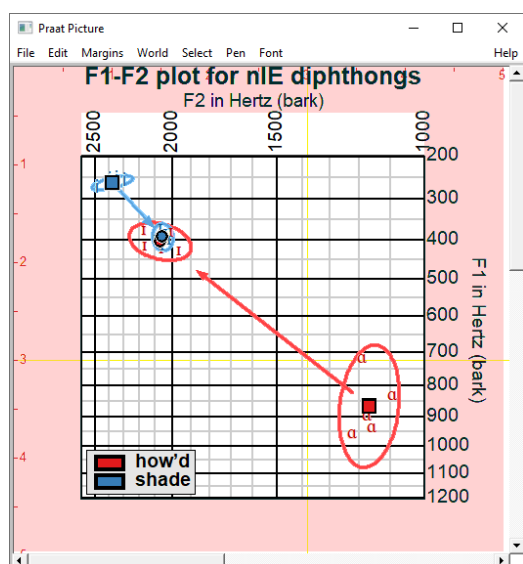 Praat Picture
File Edit Margins World Select Pen Font Help
5
F1-F2 plot for nIE diphthongs
F2 in Hertz (bark)
2500 2000 1500 1000
200
1
300
I I
400
I I
2
500
600
F1 in Hertz (bark)
700
3
ɑ
800
ɑ
900
ɑ
ɑ ɑ
1000
4
how'd
1100
shade
1200